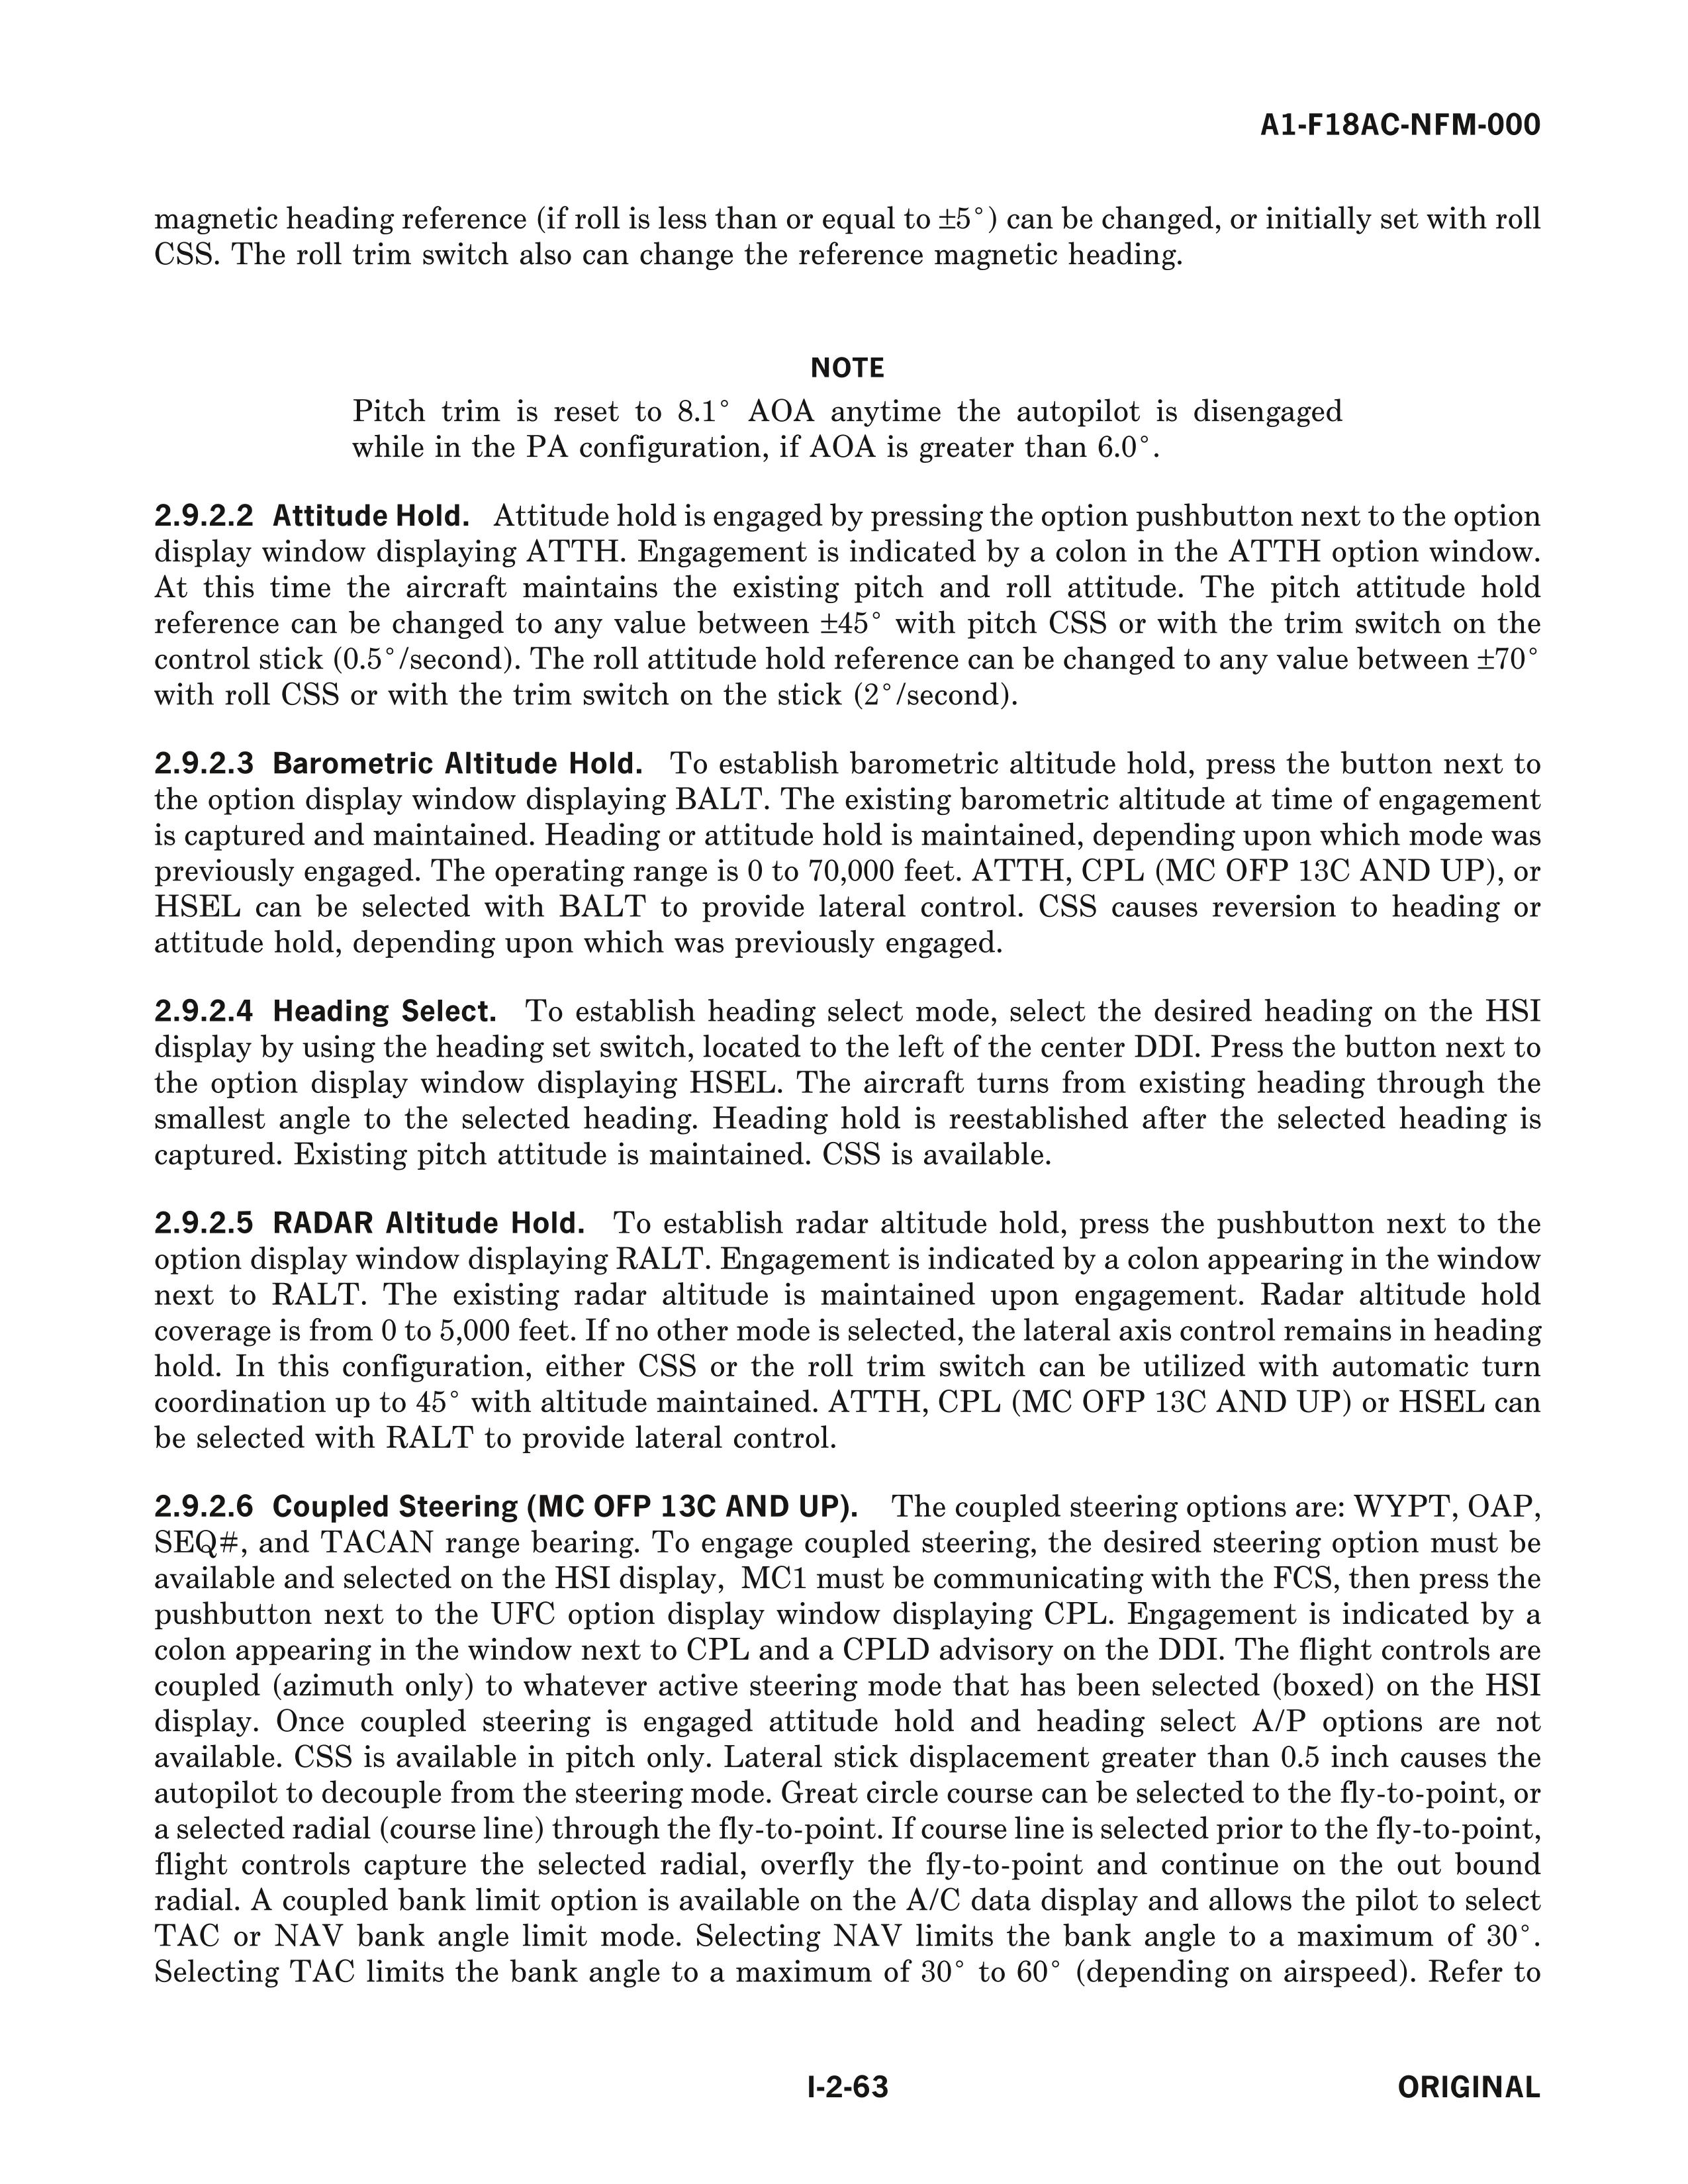 A1-F18AC-NFM-000
magnetic heading reference (if roll is less than or equal to ±5°) can be changed, or initially set with roll
CSS. The roll trim switch also can change the reference magnetic heading.
NOTE
Pitch trim is reset to 8.1° AOA anytime the autopilot is disengaged
while in the PA configuration, if AOA is greater than 6.0°.
2.9.2.2 Attitude Hold. Attitude hold is engaged by pressing the option pushbutton next to the option
display window displaying ATTH. Engagement is indicated by a colon in the ATTH option window.
At this time the aircraft maintains the existing pitch and roll attitude. The pitch attitude hold
reference can be changed to any value between ±45° with pitch CSS or with the trim switch on the
control stick (0.5°/second). The roll attitude hold reference can be changed to any value between ±70°
with roll CSS or with the trim switch on the stick (2°/second).
2.9.2.3 Barometric Altitude Hold. To establish barometric altitude hold, press the button next to
the option display window displaying BALT. The existing barometric altitude at time of engagement
is captured and maintained. Heading or attitude hold is maintained, depending upon which mode was
previously engaged. The operating range is 0 to 70,000 feet. ATTH, CPL (MC OFP 13C AND UP), or
HSEL can be selected with BALT to provide lateral control. CSS causes reversion to heading or
attitude hold, depending upon which was previously engaged.
2.9.2.4 Heading Select. To establish heading select mode, select the desired heading on the HSI
display by using the heading set switch, located to the left of the center DDI. Press the button next to
the option display window displaying HSEL. The aircraft turns from existing heading through the
smallest angle to the selected heading. Heading hold is reestablished after the selected heading is
captured. Existing pitch attitude is maintained. CSS is available.
2.9.2.5 RADAR Altitude Hold. To establish radar altitude hold, press the pushbutton next to the
option display window displaying RALT. Engagement is indicated by a colon appearing in the window
next to RALT. The existing radar altitude is maintained upon engagement. Radar altitude hold
coverage is from 0 to 5,000 feet. If no other mode is selected, the lateral axis control remains in heading
hold. In this configuration, either CSS or the roll trim switch can be utilized with automatic turn
coordination up to 45° with altitude maintained. ATTH, CPL (MC OFP 13C AND UP) or HSEL can
be selected with RALT to provide lateral control.
2.9.2.6 Coupled Steering (MC OFP 13C AND UP). The coupled steering options are: WYPT, OAP,
SEQ#, and TACAN range bearing. To engage coupled steering, the desired steering option must be
available and selected on the HSI display, MC1 must be communicating with the FCS, then press the
pushbutton next to the UFC option display window displaying CPL. Engagement is indicated by a
colon appearing in the window next to CPL and a CPLD advisory on the DDI. The flight controls are
coupled (azimuth only) to whatever active steering mode that has been selected (boxed) on the HSI
display. Once coupled steering is engaged attitude hold and heading select A/P options are not
available. CSS is available in pitch only. Lateral stick displacement greater than 0.5 inch causes the
autopilot to decouple from the steering mode. Great circle course can be selected to the fly-to-point, or
a selected radial (course line) through the fly-to-point. If course line is selected prior to the fly-to-point,
flight controls capture the selected radial, overfly the fly-to-point and continue on the out bound
radial. A coupled bank limit option is available on the A/C data display and allows the pilot to select
TAC or NAV bank angle limit mode. Selecting NAV limits the bank angle to a maximum of 30°.
Selecting TAC limits the bank angle to a maximum of 30° to 60° (depending on airspeed). Refer to
I-2-63
ORIGINAL